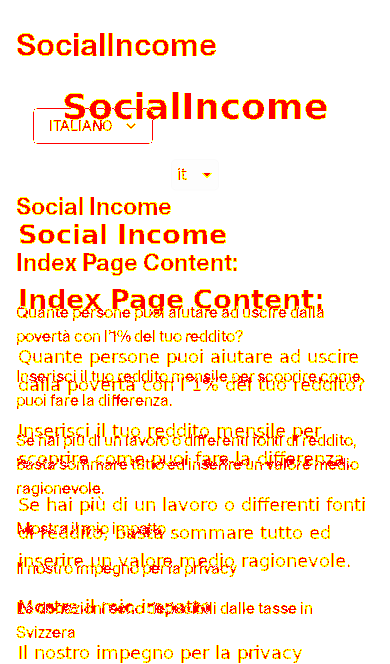 SocialIncome
SocialIncome
ITALIANO
it
Social Income
Social Income
Index Page Content:
Index Page Content:
Quante persone puoi aiutare ad uscire dalla
povertà con l'1% del tuo reddito?
Quante persone puoi aiutare ad uscire
dalla povertà con l'1% del tuo reddito?
Inserisci il tuo reddito mensile per scoprire come
puoi fare la differenza.
Inserisci il tuo reddito mensile per
scoprire come puoi fare la differenza.
Se hai più di un lavoro o differenti fonti di reddito,
basta sommare tutto ed inserire un valore medio
ragionevole.
Se hai più di un lavoro o differenti fonti
di reddito, basta sommare tutto ed
inserire un valore medio ragionevole.
Mostra il mio impatto
Il nostro impegno per la privacy
Mostra il mio impatto
Le donazioni sono deducibili dalle tasse in
Svizzera
Il nostro impegno per la privacy